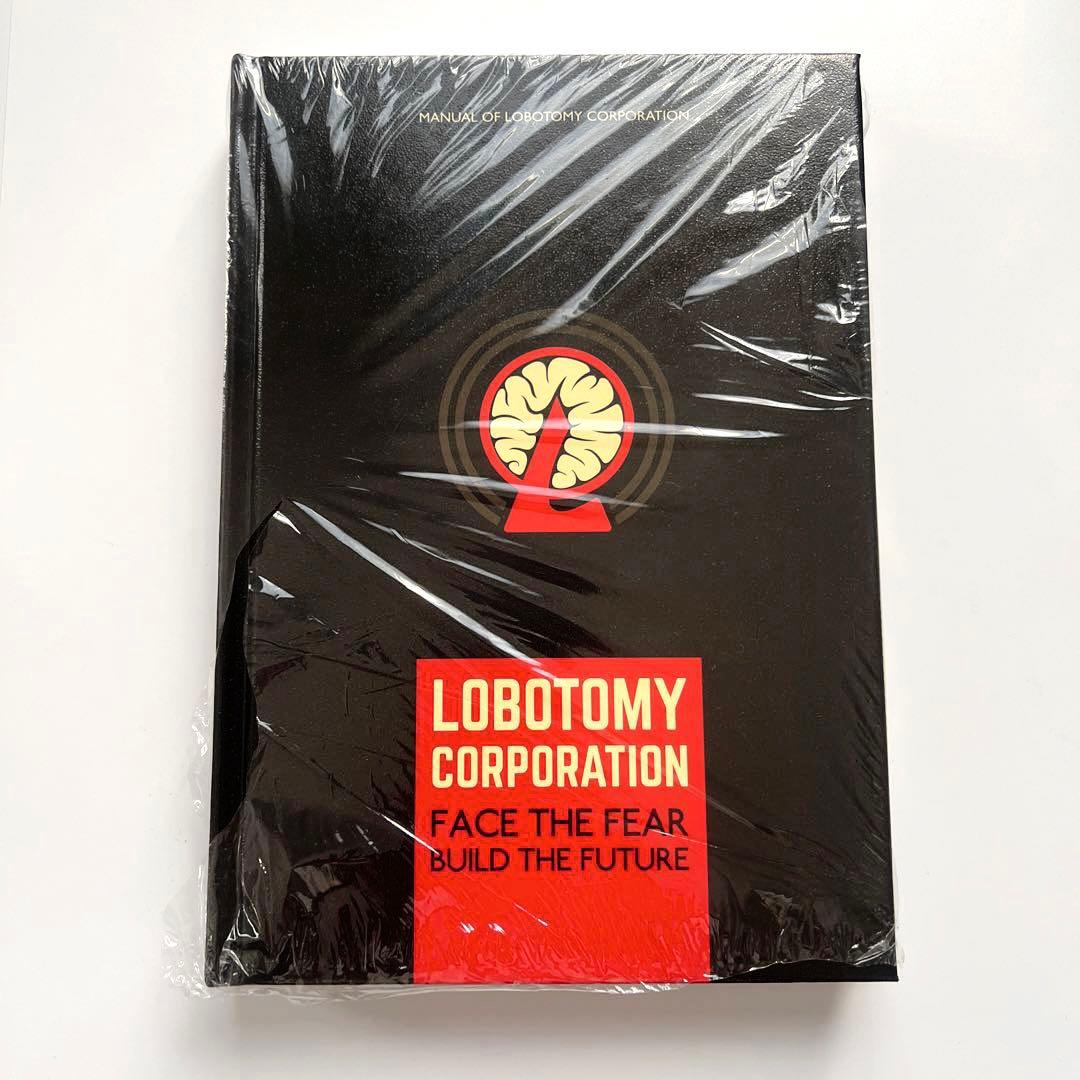 MANUAL OF LOBOTOMY CORPORATION
LOBOTOMY
CORPORATION
FACE THE FEAR
BUILD THE FUTURE